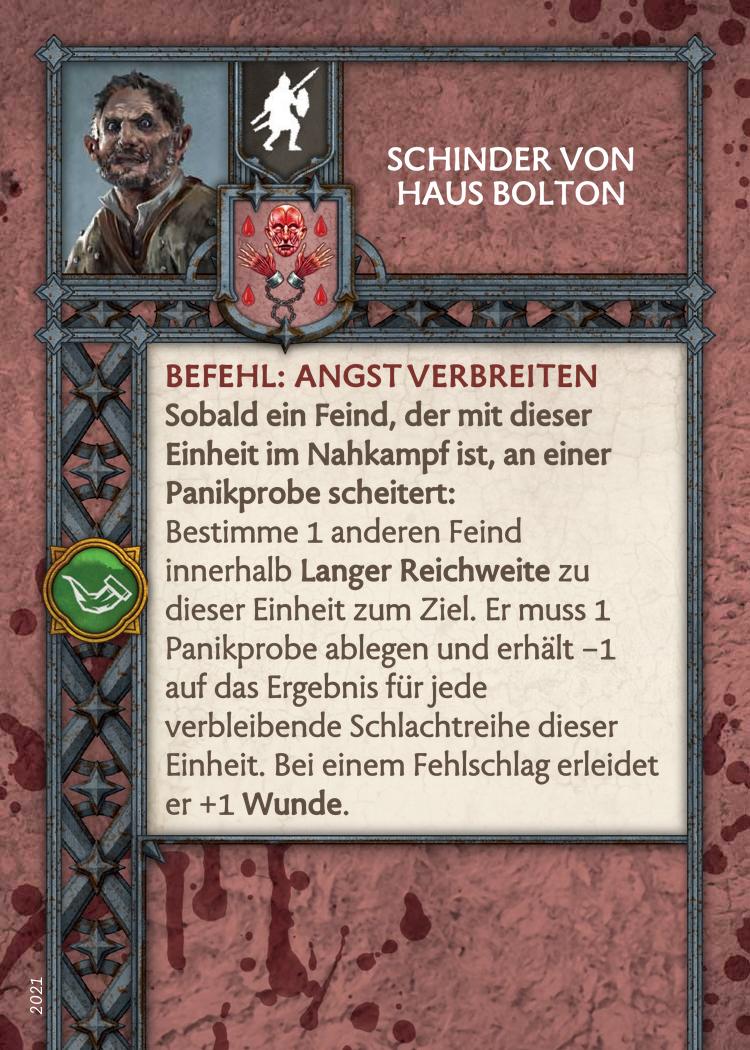 SCHINDER VON
HAUS BOLTON
BEFEHL: ANGST VERBREITEN
Sobald ein Feind, der mit dieser
Einheit im Nahkampf ist, an einer
Panikprobe scheitert:
Bestimme 1 anderen Feind
innerhalb Langer Reichweite zu
dieser Einheit zum Ziel. Er muss 1
Panikprobe ablegen und erhält −1
auf das Ergebnis für jede
verbleibende Schlachtreihe dieser
Einheit. Bei einem Fehlschlag erleidet
er +1 Wunde.
2021